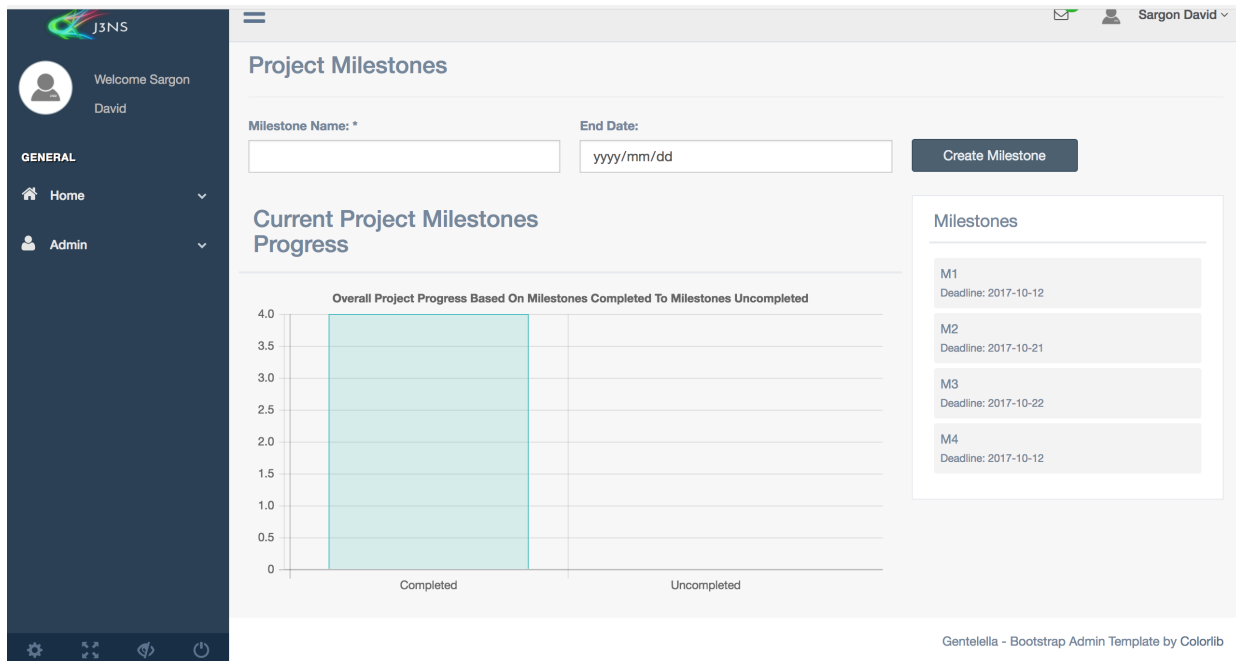 J3NS
Sargon David
Welcome Sargon
David
GENERAL
Home
Admin
Project Milestones
Milestone Name: *
End Date:
yyyy/mm/dd
Create Milestone
Current Project Milestones
Progress
Overall Project Progress Based On Milestones Completed To Milestones Uncompleted
4.0
3.5
3.0
2.5
2.0
1.5
1.0
0.5
0
Completed
Uncompleted
Milestones
M1
Deadline: 2017-10-12
M2
Deadline: 2017-10-21
M3
Deadline: 2017-10-22
M4
Deadline: 2017-10-12
Gentelella - Bootstrap Admin Template by Colorlib